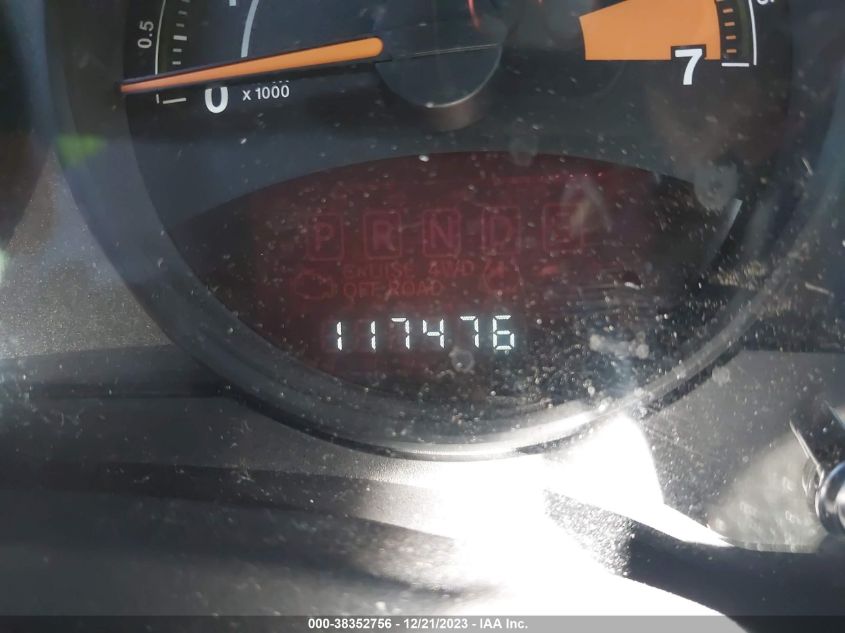 0.5
0
x 1000
7
P R N D
CRUISE 4WD
OFF ROAD
117476
000-38352756 - 12/21/2023 - IAA Inc.